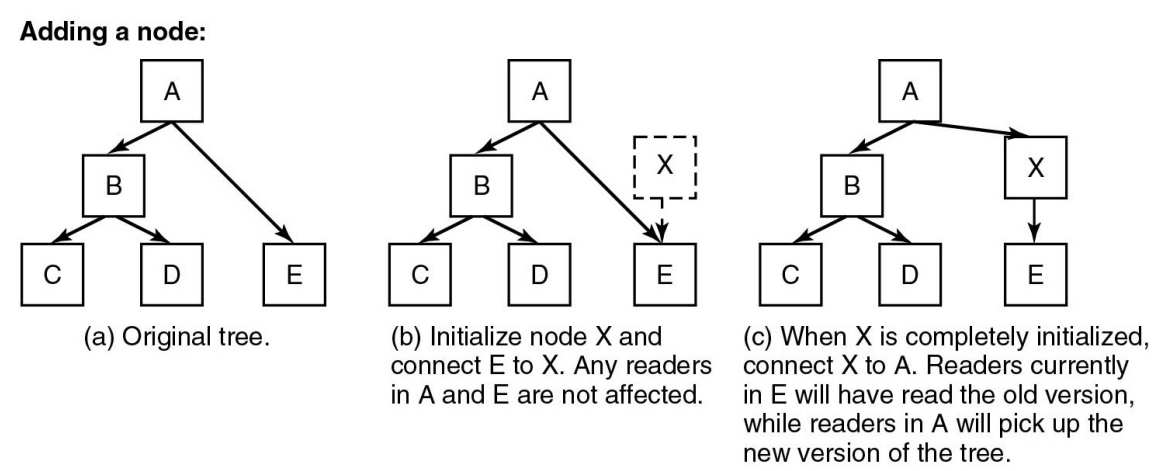 Adding a node:
A
B
C
D
E
(a) Original tree.
A
X
B
C
D
E
(b) Initialize node X and
connect E to X. Any readers
in A and E are not affected.
A
X
B
C
D
E
(c) When X is completely initialized,
connect X to A. Readers currently
in E will have read the old version,
while readers in A will pick up the
new version of the tree.